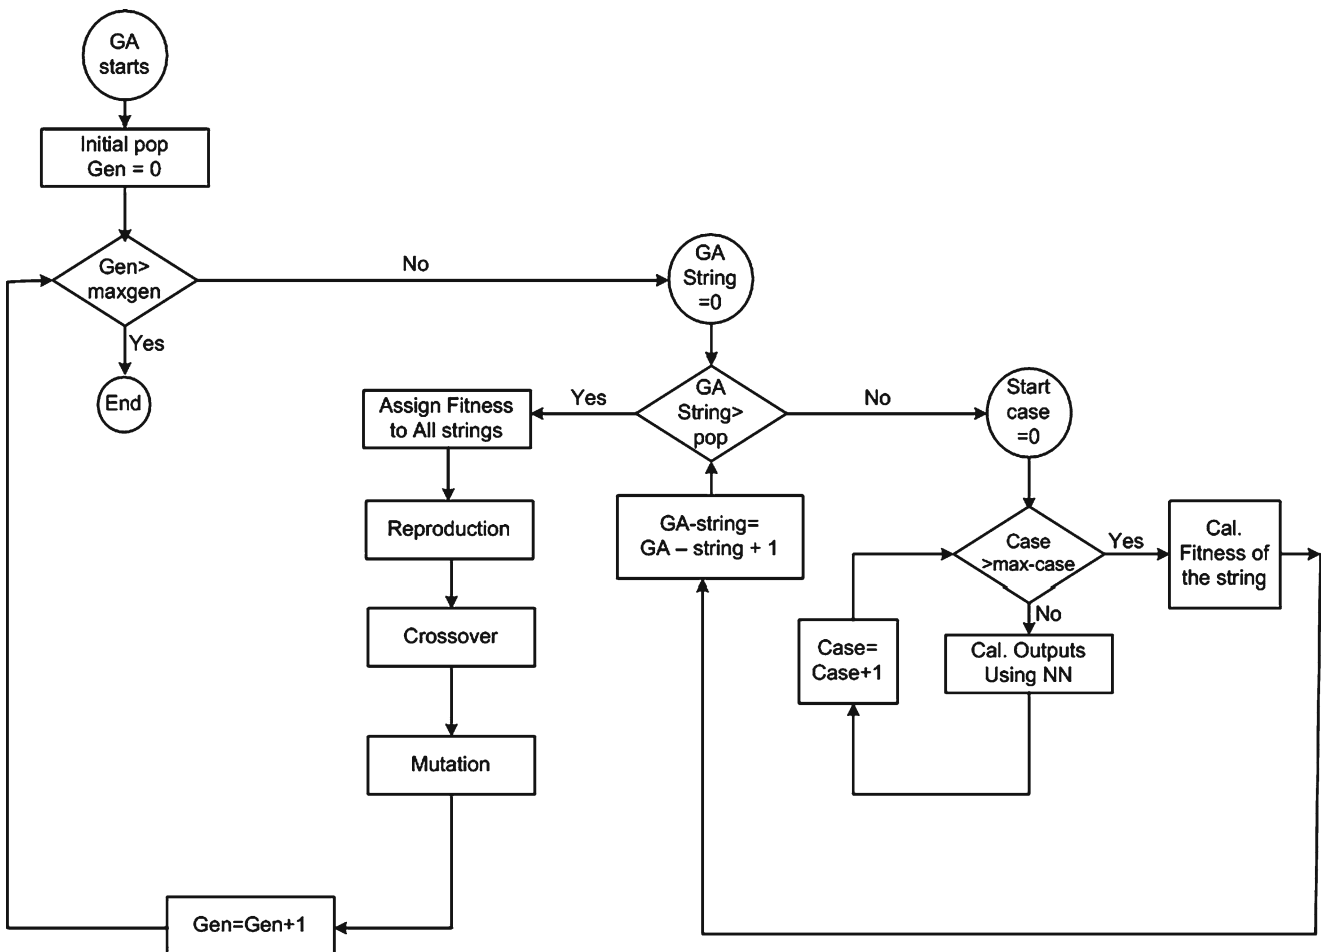 GA
starts
Initial pop
Gen = 0
Gen>
maxgen
No
Yes
End
GA
String
=0
GA
String>
pop
Yes
No
Assign Fitness
to All strings
Reproduction
Crossover
Mutation
Gen=Gen+1
GA-string=
GA – string + 1
Start
case
=0
Case
>max-case
Yes
No
Cal.
Fitness of
the string
Cal. Outputs
Using NN
Case=
Case+1